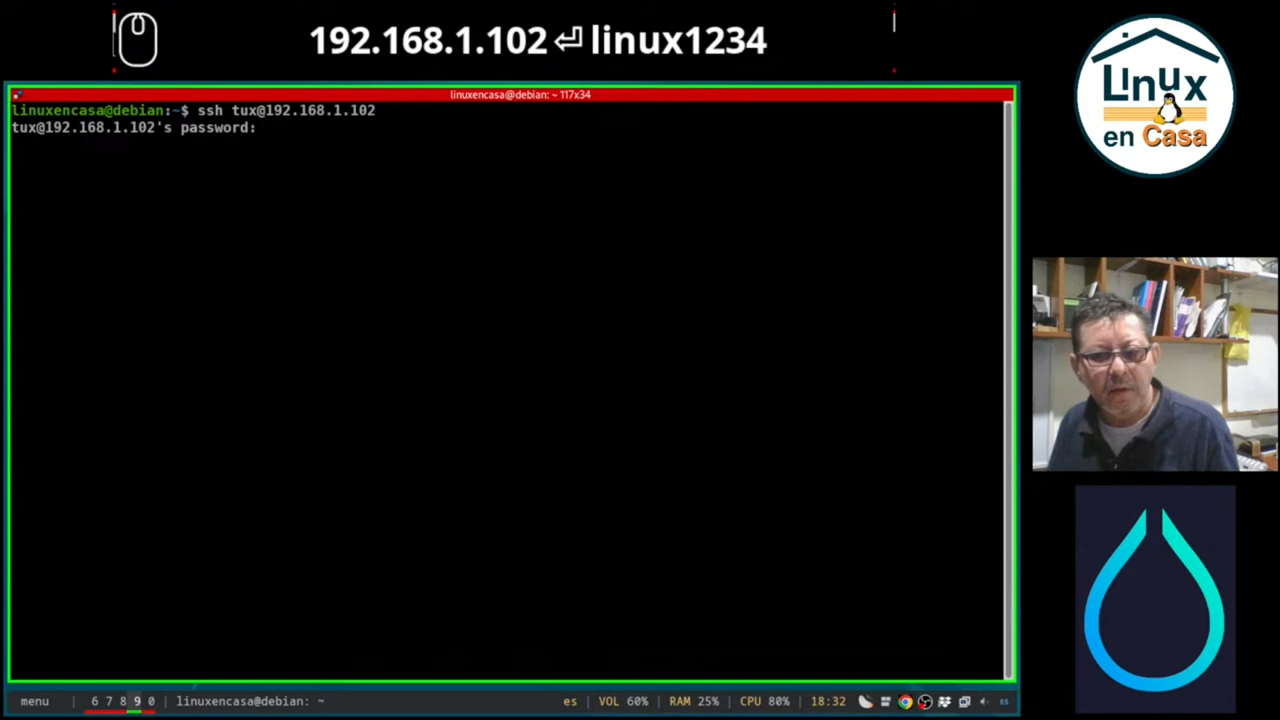 192.168.1.102⏎linux1234
LInUx
en Casa
linuxencasa@debian: ~ 117x34
linuxencasa@debian:~$ ssh tux@192.168.1.102
tux@192.168.1.102's password:
menu | 6 7 8 9 0 | linuxencasa@debian: ~
es | VOL 60% | RAM 25% | CPU 80% | 18:32 ES